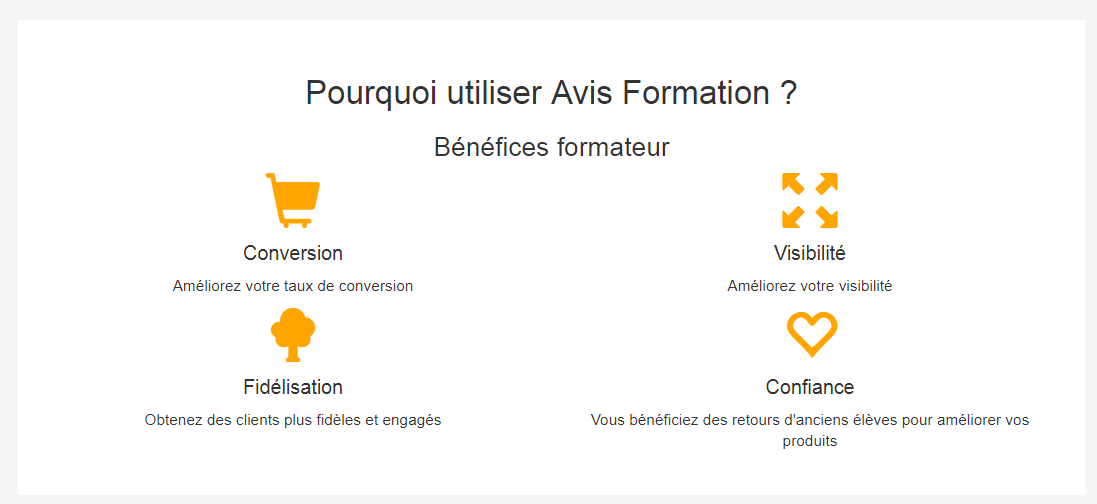 Pourquoi utiliser Avis Formation ?
Bénéfices formateur
Conversion
Améliorez votre taux de conversion
Visibilité
Améliorez votre visibilité
Fidélisation
Obtenez des clients plus fidèles et engagés
Confiance
Vous bénéficiez des retours d'anciens élèves pour améliorer vos
produits